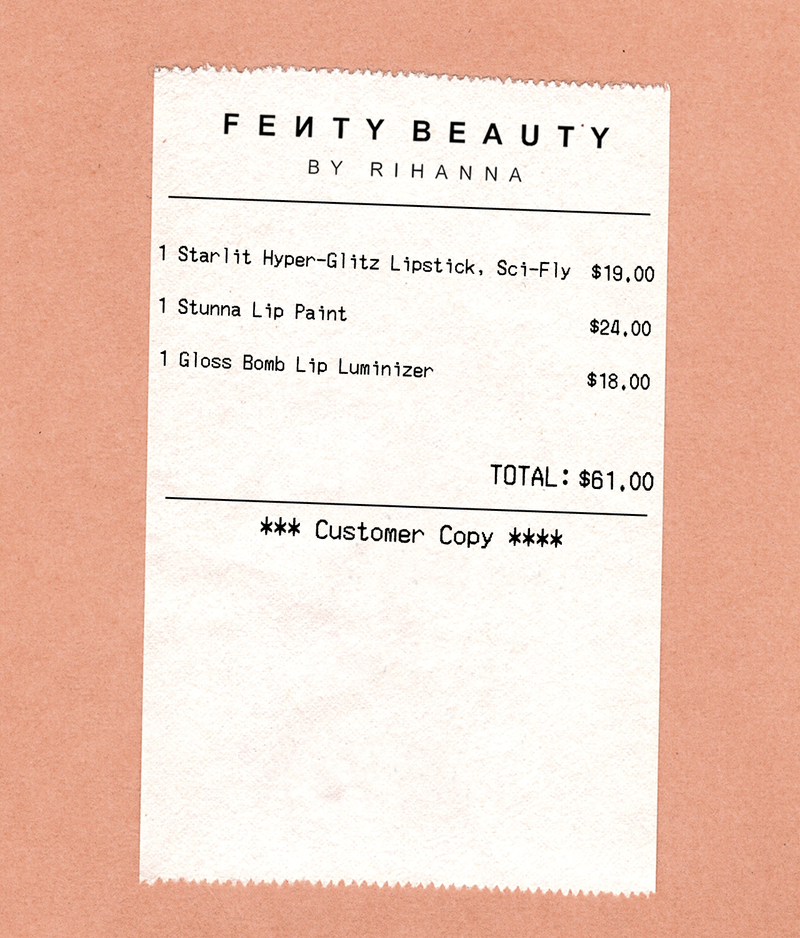 FEИTY BEAUTY
BY RIHANNA
1 Starlit Hyper-Glitz Lipstick, Sci-Fly $19.00
1 Stunna Lip Paint $24.00
1 Gloss Bomb Lip Luminizer $18.00
TOTAL: $61.00
*** Customer Copy ****